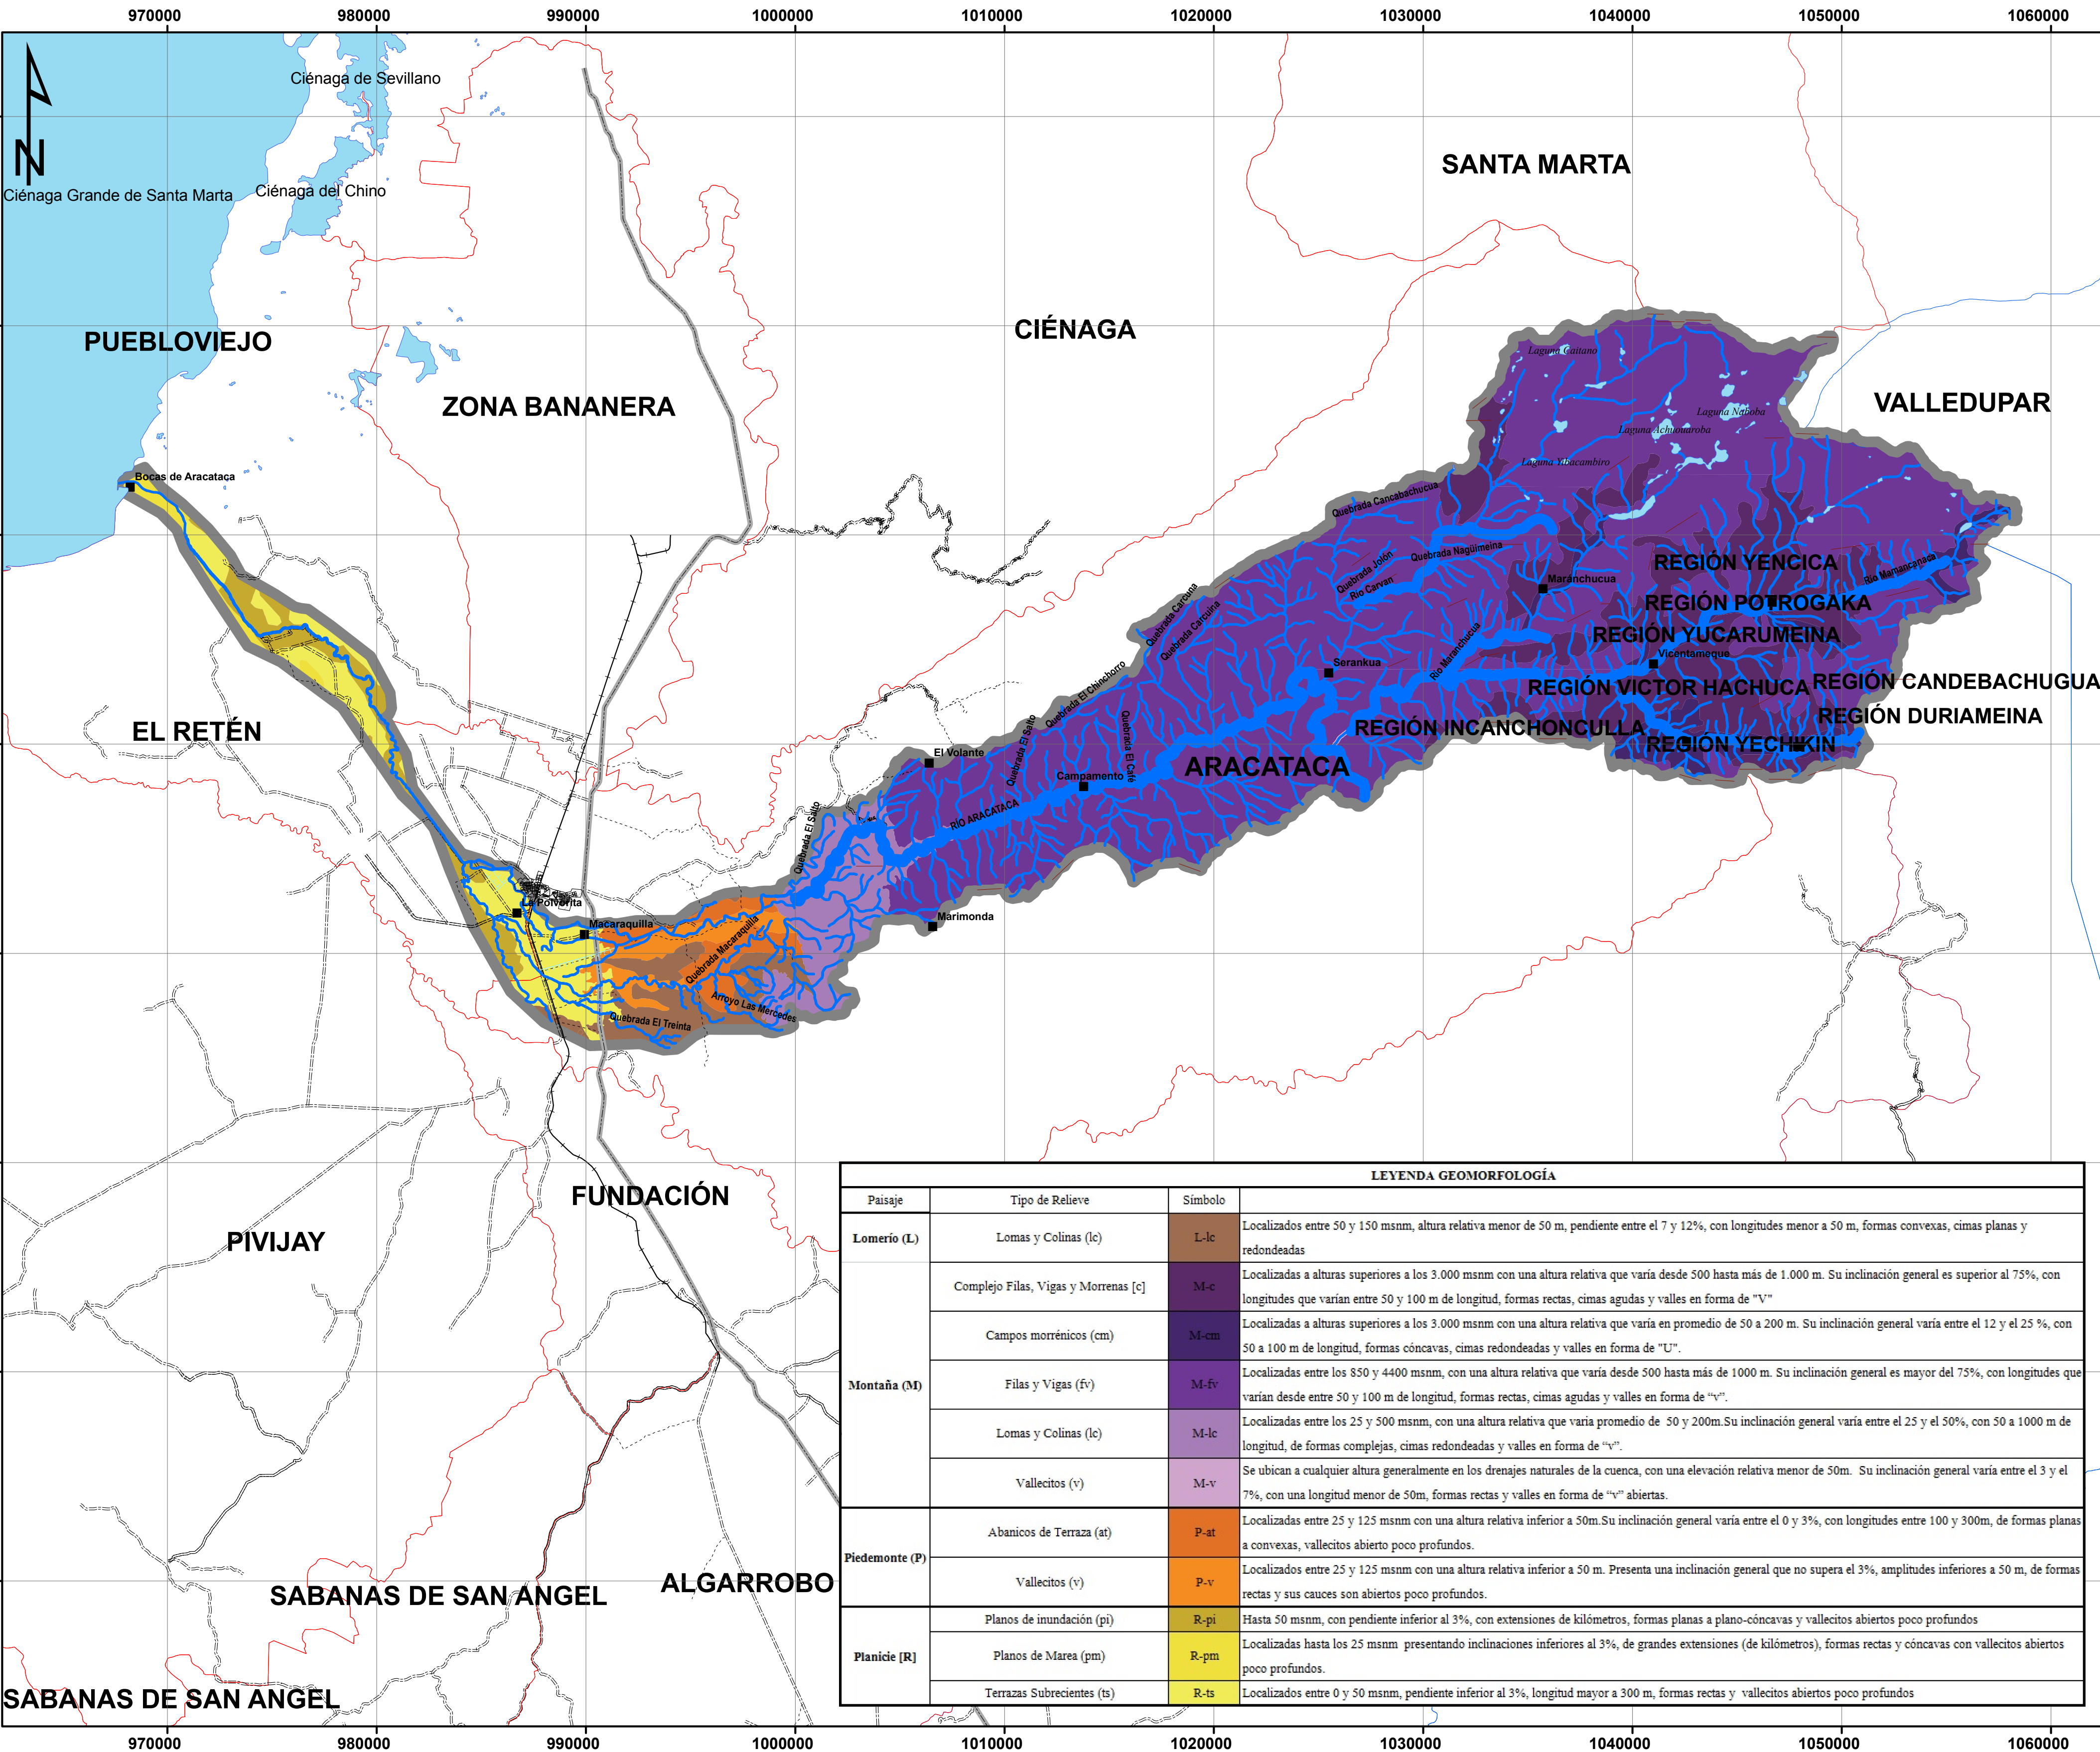 970000 980000 990000 1000000 1010000 1020000 1030000 1040000 1050000 1060000
Ciénaga de Sevillano
N
SANTA MARTA
Ciénaga Grande de Santa Marta
Ciénaga del Chino
PUEBLOVIEJO
CIÉNAGA
Laguna Caitano
ZONA BANANERA
VALLEDUPAR
Laguna Naboba
Laguna Achuouaroba
Laguna Yibacambiro
Bocas de Aracataca
Quebrada Cancabachucua
Quebrada Nagüimeina
Quebrada Jolón
Río Carvan
REGIÓN YENCICA
Río Mamancanaca
Maranchucua
REGIÓN POTROGAKA
Quebrada Carcuna
Quebrada Carcuina
REGIÓN YUCARUMEINA
Río Maranchucua
Vicentameque
Serankua
Quebrada El Chinchorro
REGIÓN VICTOR HACHUCA
REGIÓN CANDEBACHUGUA
REGIÓN DURIAMEINA
REGIÓN INCANCHONCULLA
REGIÓN YECHIKIN
EL RETÉN
El Volante
Quebrada El Salto
Quebrada El Café
Campamento
ARACATACA
RÍO ARACATACA
Quebrada El Salto
La Polvorita
Macaraquilla
Marimonda
Quebrada Macaraquilla
Arroyo Las Mercedes
Quebrada El Treinta
FUNDACIÓN
PIVIJAY
SABANAS DE SAN ANGEL
ALGARROBO
SABANAS DE SAN ANGEL
LEYENDA GEOMORFOLOGÍA
Paisaje Tipo de Relieve Símbolo
Lomerío (L) Lomas y Colinas (lc) L-lc Localizados entre 50 y 150 msnm, altura relativa menor de 50 m, pendiente entre el 7 y 12%, con longitudes menor a 50 m, formas convexas, cimas planas y
redondeadas
Montaña (M)
Complejo Filas, Vigas y Morrenas [c] M-c Localizadas a alturas superiores a los 3.000 msnm con una altura relativa que varía desde 500 hasta más de 1.000 m. Su inclinación general es superior al 75%, con
longitudes que varían entre 50 y 100 m de longitud, formas rectas, cimas agudas y valles en forma de "V"
Campos morrénicos (cm) M-cm Localizadas a alturas superiores a los 3.000 msnm con una altura relativa que varía en promedio de 50 a 200 m. Su inclinación general varía entre el 12 y el 25 %, con
50 a 100 m de longitud, formas cóncavas, cimas redondeadas y valles en forma de "U".
Filas y Vigas (fv) M-fv Localizadas entre los 850 y 4400 msnm, con una altura relativa que varía desde 500 hasta más de 1000 m. Su inclinación general es mayor del 75%, con longitudes que
varían desde entre 50 y 100 m de longitud, formas rectas, cimas agudas y valles en forma de “v”.
Lomas y Colinas (lc) M-lc Localizadas entre los 25 y 500 msnm, con una altura relativa que varia promedio de 50 y 200m.Su inclinación general varía entre el 25 y el 50%, con 50 a 1000 m de
longitud, de formas complejas, cimas redondeadas y valles en forma de “v”.
Vallecitos (v) M-v Se ubican a cualquier altura generalmente en los drenajes naturales de la cuenca, con una elevación relativa menor de 50m. Su inclinación general varía entre el 3 y el
7%, con una longitud menor de 50m, formas rectas y valles en forma de “v” abiertas.
Piedemonte (P)
Abanicos de Terraza (at) P-at Localizadas entre 25 y 125 msnm con una altura relativa inferior a 50m.Su inclinación general varía entre el 0 y 3%, con longitudes entre 100 y 300m, de formas planas
a convexas, vallecitos abierto poco profundos.
Vallecitos (v) P-v Localizados entre 25 y 125 msnm con una altura relativa inferior a 50 m. Presenta una inclinación general que no supera el 3%, amplitudes inferiores a 50 m, de formas
rectas y sus cauces son abiertos poco profundos.
Planicie [R]
Planos de inundación (pi) R-pi Hasta 50 msnm, con pendiente inferior al 3%, con extensiones de kilómetros, formas planas a plano-cóncavas y vallecitos abiertos poco profundos
Planos de Marea (pm) R-pm Localizadas hasta los 25 msnm presentando inclinaciones inferiores al 3%, de grandes extensiones (de kilómetros), formas rectas y cóncavas con vallecitos abiertos
poco profundos.
Terrazas Subrecientes (ts) R-ts Localizados entre 0 y 50 msnm, pendiente inferior al 3%, longitud mayor a 300 m, formas rectas y vallecitos abiertos poco profundos
970000 980000 990000 1000000 1010000 1020000 1030000 1040000 1050000 1060000